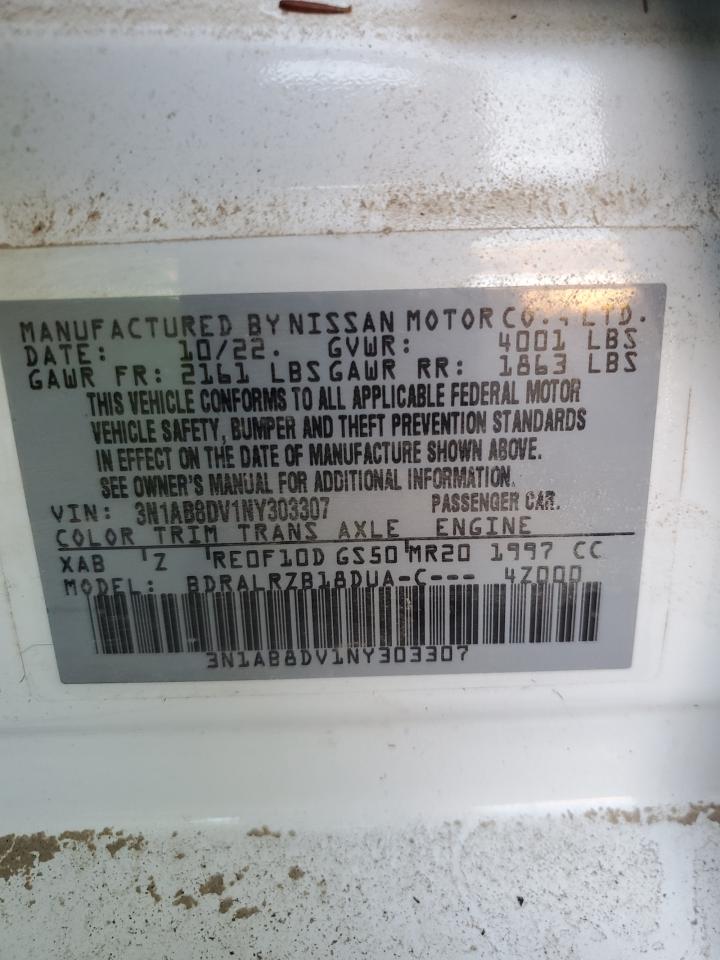 MANUFACTURED BY NISSAN MOTOR CO., LTD.
DATE: 10/22. GVWR: 4001 LBS
GAWR FR: 2161 LBS GAWR RR: 1863 LBS
THIS VEHICLE CONFORMS TO ALL APPLICABLE FEDERAL MOTOR
VEHICLE SAFETY, BUMPER AND THEFT PREVENTION STANDARDS
IN EFFECT ON THE DATE OF MANUFACTURE SHOWN ABOVE.
SEE OWNER'S MANUAL FOR ADDITIONAL INFORMATION.
VIN: 3N1AB8DV1NY303307 PASSENGER CAR.
COLOR TRIM TRANS AXLE ENGINE
XAB Z RE0F10D GS50 MR20 1997 CC
MODEL: BDRALRZB18DUA-C--- 4Z000
3N1AB8DV1NY303307